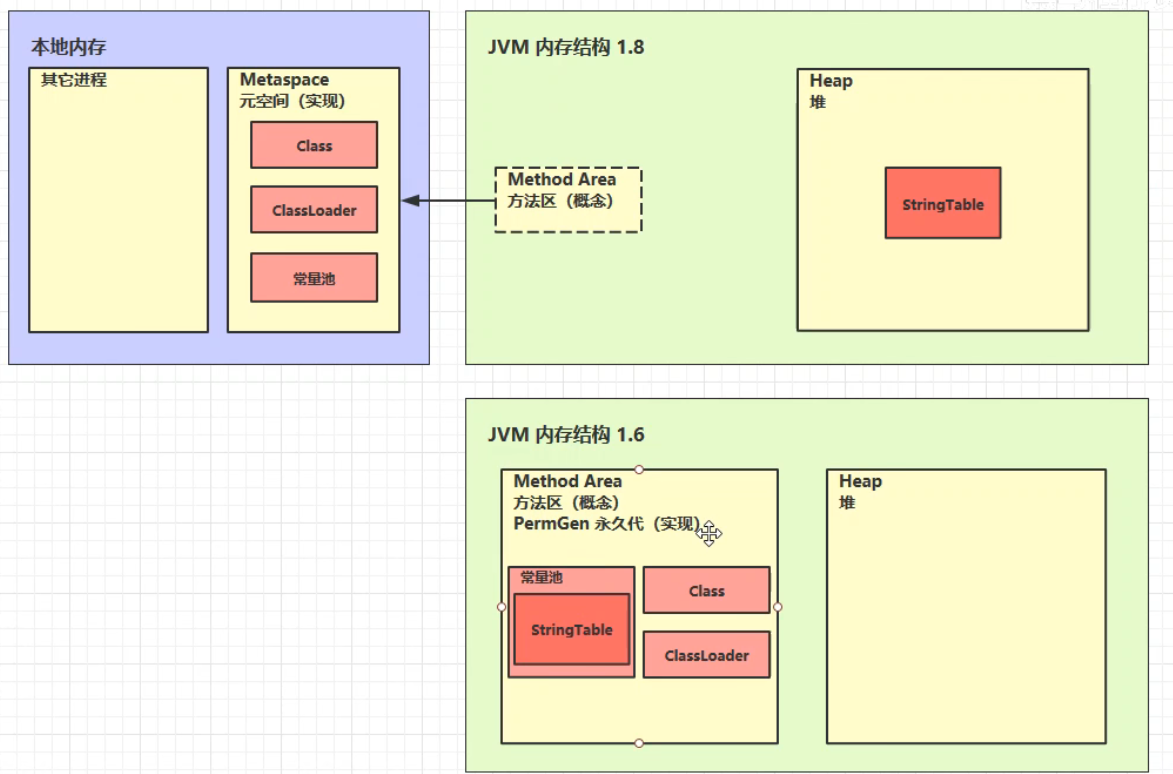 本地内存
其它进程
Metaspace
元空间（实现）
Class
ClassLoader
常量池
JVM 内存结构 1.8
Method Area
方法区（概念）
Heap
堆
StringTable
JVM 内存结构 1.6
Method Area
方法区（概念）
PermGen 永久代（实现）
常量池
StringTable
Class
ClassLoader
Heap
堆